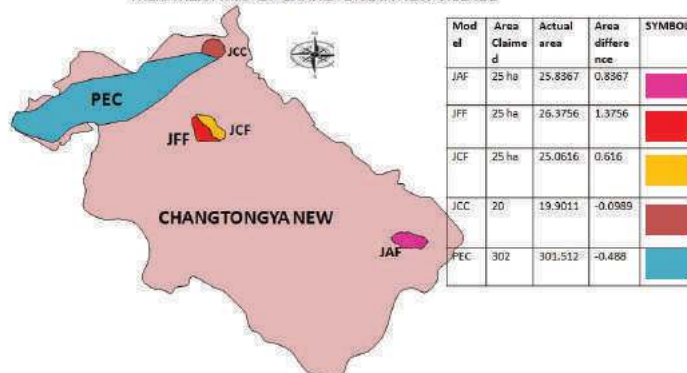 JCC
PEC
JCF
JFF
CHANGTONGYA NEW
JAF
Mod el | Area Claime d | Actual area | Area differe nce | SYMBOL
JAF | 25 ha | 25.8367 | 0.8367
JFF | 25 ha | 26.3756 | 1.3756
JCF | 25 ha | 25.0616 | 0.616
JCC | 20 | 19.9011 | -0.0989
PEC | 302 | 301.512 | -0.488